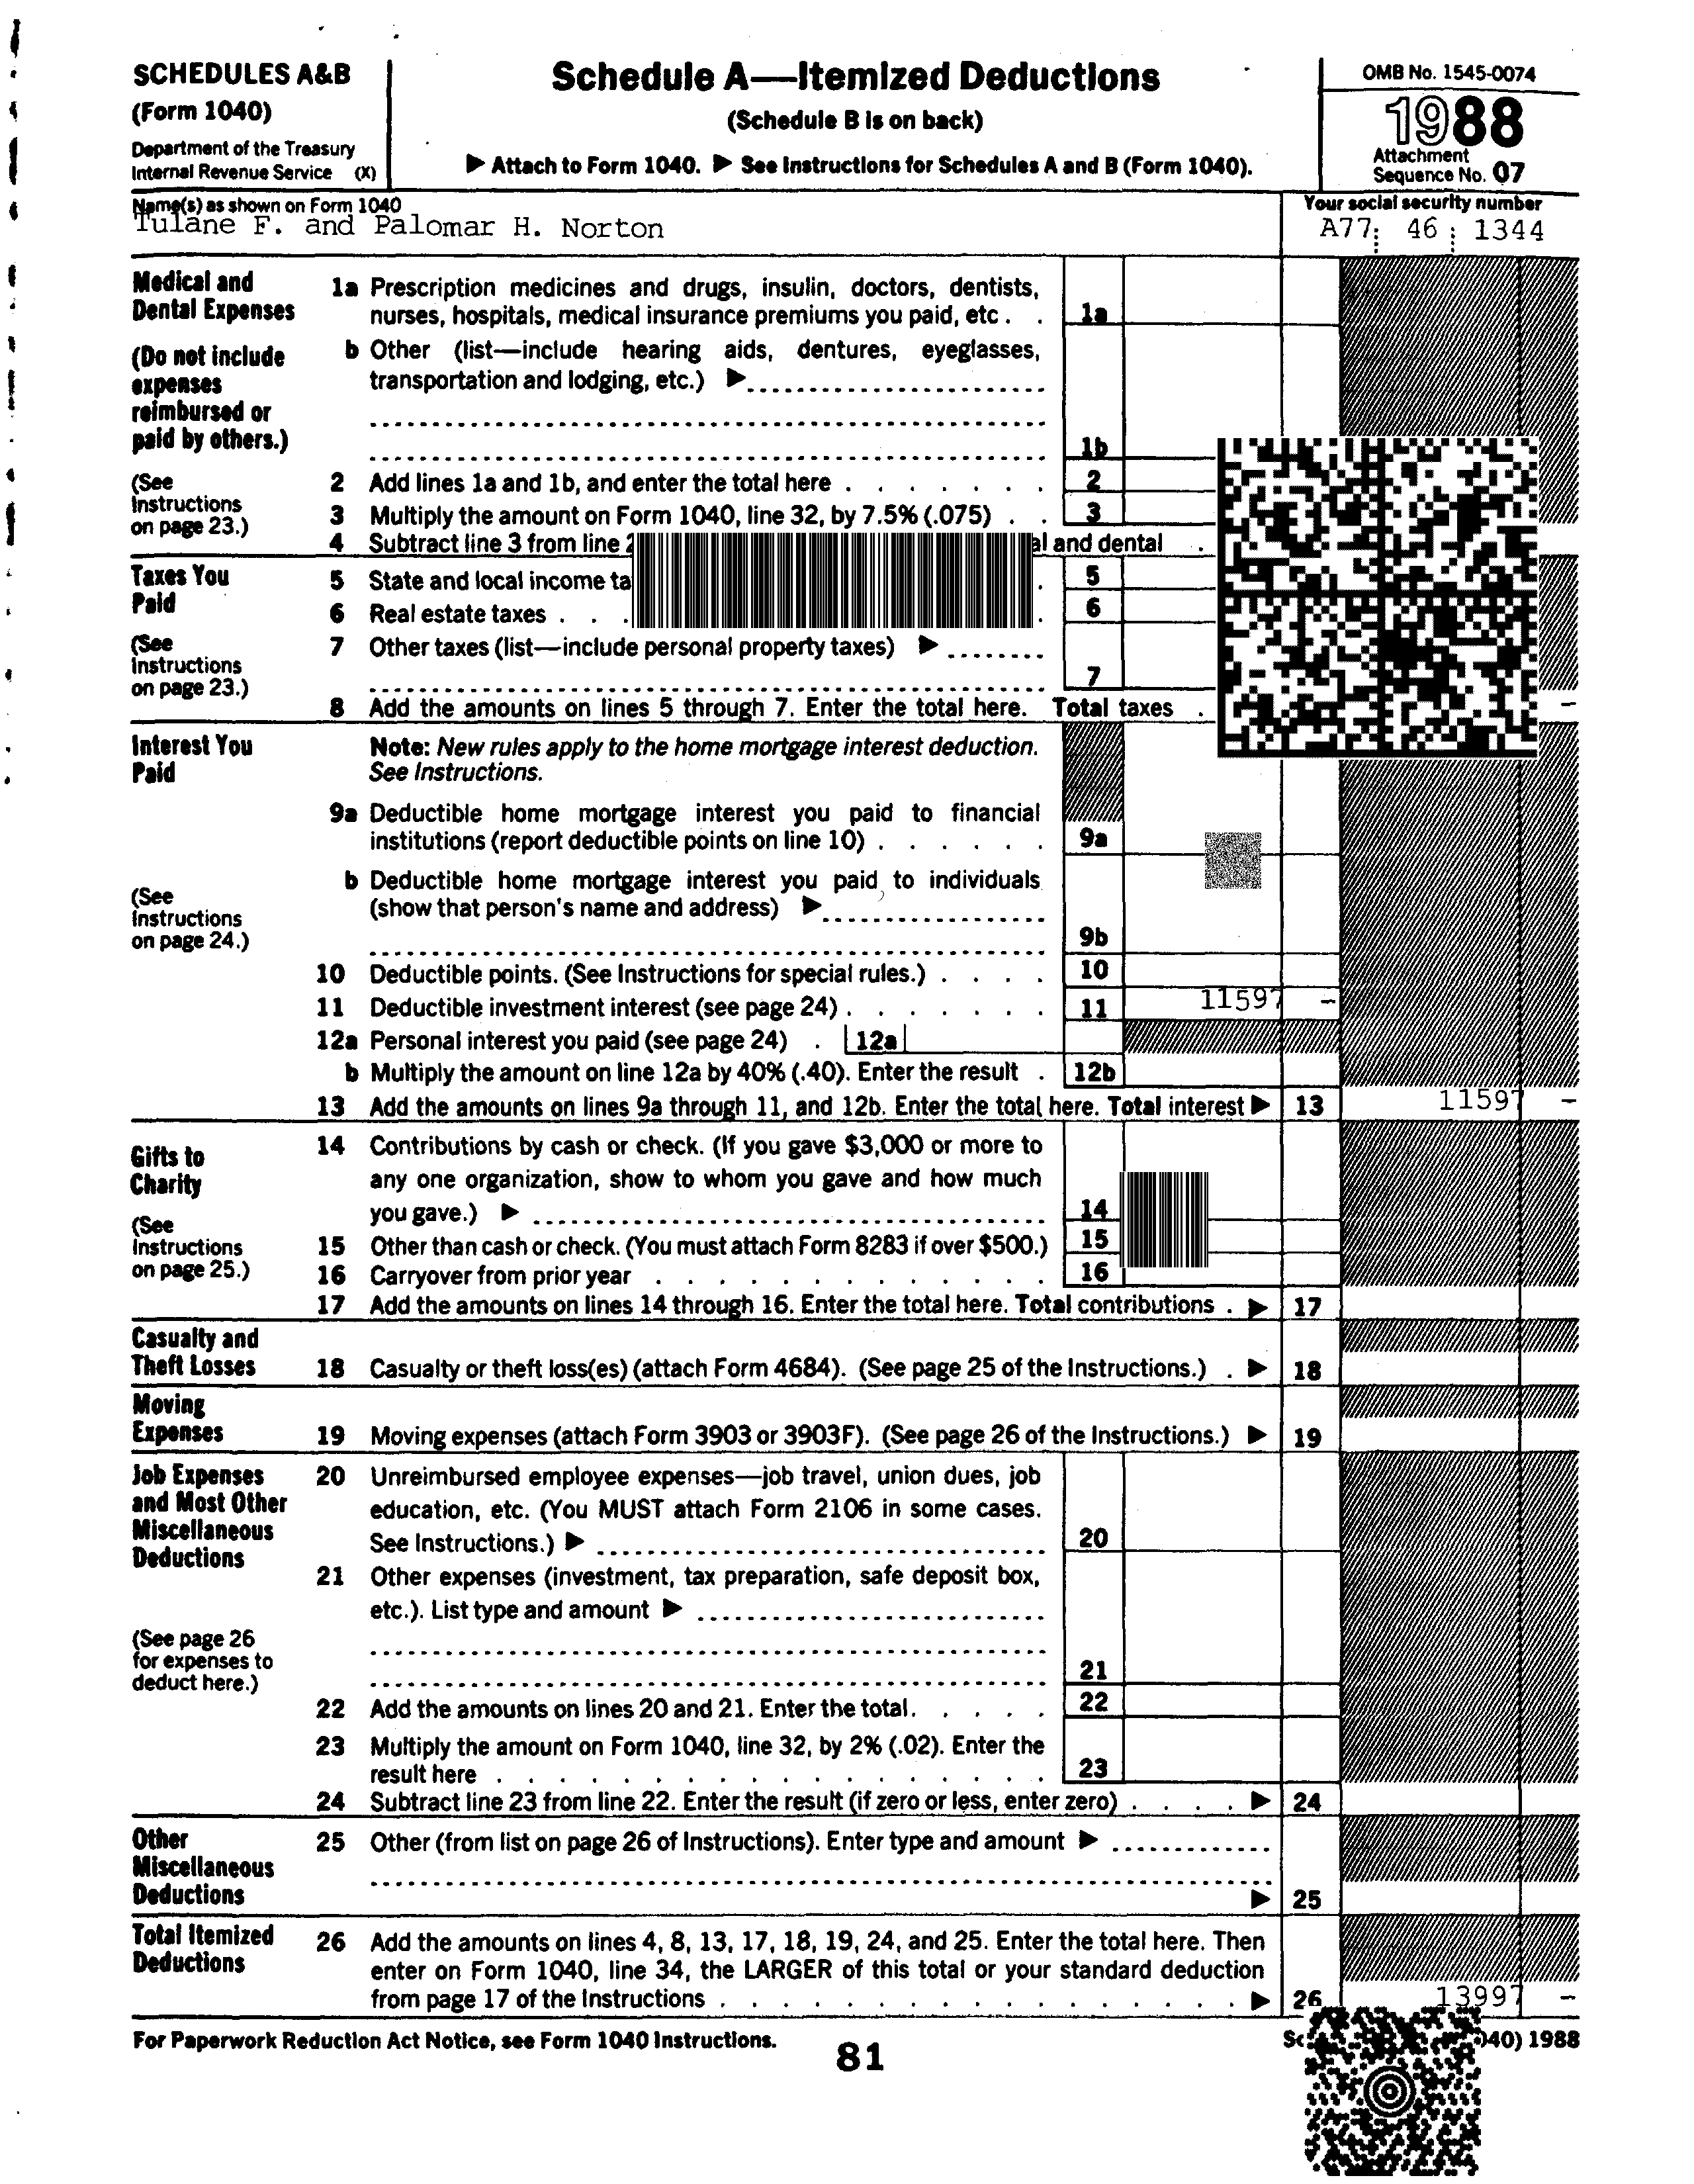 SCHEDULES A&B
(Form 1040)
Department of the Treasury
Internal Revenue Service (X)
Schedule A—Itemized Deductions
(Schedule B is on back)
▶ Attach to Form 1040. ▶ See Instructions for Schedules A and B (Form 1040).
OMB No. 1545-0074
1988
Attachment
Sequence No. 07
Name(s) as shown on Form 1040
Tulane F. and Palomar H. Norton
Your social security number
A77 46 1344
Medical and
Dental Expenses
(Do not include
expenses
reimbursed or
paid by others.)
(See
Instructions
on page 23.)
1a Prescription medicines and drugs, insulin, doctors, dentists,
nurses, hospitals, medical insurance premiums you paid, etc . . 1a
b Other (list—include hearing aids, dentures, eyeglasses,
transportation and lodging, etc.) ▶
1b
2 Add lines 1a and 1b, and enter the total here . . . . . . . 2
3 Multiply the amount on Form 1040, line 32, by 7.5% (.075) . . 3
4 Subtract line 3 from line and dental .
Taxes You
Paid
(See
Instructions
on page 23.)
5 State and local income . 5
6 Real estate taxes . . . . 6
7 Other taxes (list—include personal property taxes) ▶
7
8 Add the amounts on lines 5 through 7. Enter the total here. Total taxes . –
Interest You
Paid
(See
Instructions
on page 24.)
Note: New rules apply to the home mortgage interest deduction.
See Instructions.
9a Deductible home mortgage interest you paid to financial
institutions (report deductible points on line 10) . . . . . . 9a
b Deductible home mortgage interest you paid to individuals
(show that person's name and address) ▶
9b
10 Deductible points. (See Instructions for special rules.) . . . . 10
11 Deductible investment interest (see page 24) . . . . . . . 11 11597 –
12a Personal interest you paid (see page 24) . 12a
b Multiply the amount on line 12a by 40% (.40). Enter the result . 12b
13 Add the amounts on lines 9a through 11, and 12b. Enter the total here. Total interest ▶ 13 11597 –
Gifts to
Charity
(See
Instructions
on page 25.)
14 Contributions by cash or check. (If you gave $3,000 or more to
any one organization, show to whom you gave and how much
you gave.) ▶ 14
15 Other than cash or check. (You must attach Form 8283 if over $500.) 15
16 Carryover from prior year . . . . . . . . . . . . . 16
17 Add the amounts on lines 14 through 16. Enter the total here. Total contributions . ▶ 17
Casualty and
Theft Losses
18 Casualty or theft loss(es) (attach Form 4684). (See page 25 of the Instructions.) . ▶ 18
Moving
Expenses
19 Moving expenses (attach Form 3903 or 3903F). (See page 26 of the Instructions.) ▶ 19
Job Expenses
and Most Other
Miscellaneous
Deductions
(See page 26
for expenses to
deduct here.)
20 Unreimbursed employee expenses—job travel, union dues, job
education, etc. (You MUST attach Form 2106 in some cases.
See Instructions.) ▶ 20
21 Other expenses (investment, tax preparation, safe deposit box,
etc.). List type and amount ▶
21
22 Add the amounts on lines 20 and 21. Enter the total. . . . . 22
23 Multiply the amount on Form 1040, line 32, by 2% (.02). Enter the
result here . . . . . . . . . . . . . . . . . . 23
24 Subtract line 23 from line 22. Enter the result (if zero or less, enter zero) . . . . ▶ 24
Other
Miscellaneous
Deductions
25 Other (from list on page 26 of Instructions). Enter type and amount ▶
▶ 25
Total Itemized
Deductions
26 Add the amounts on lines 4, 8, 13, 17, 18, 19, 24, and 25. Enter the total here. Then
enter on Form 1040, line 34, the LARGER of this total or your standard deduction
from page 17 of the Instructions . . . . . . . . . . . . . . . . . ▶ 26 13997 –
For Paperwork Reduction Act Notice, see Form 1040 Instructions.
81
1988